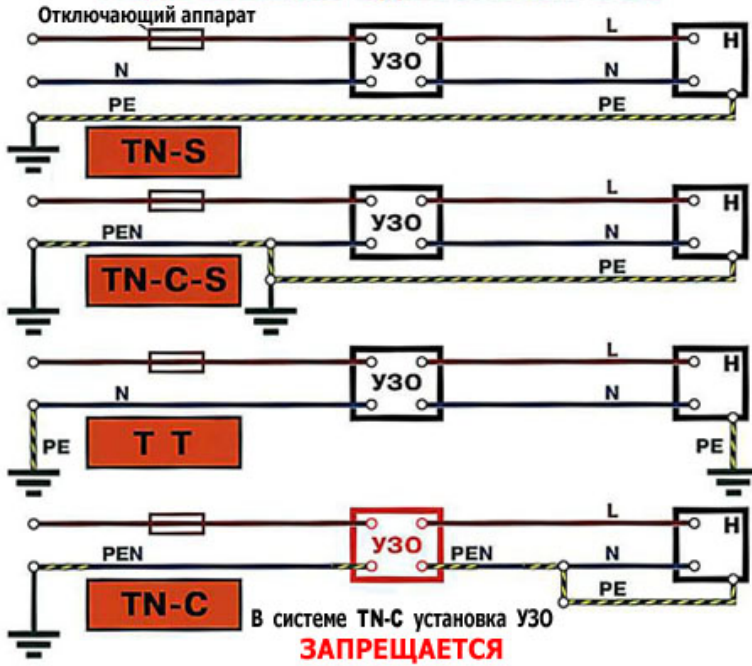 Отключающий аппарат
L
Н
УЗО
N
N
PE
PE
TN-S
L
Н
УЗО
PEN
N
PE
TN-C-S
L
Н
УЗО
N
N
PE
T T
PE
L
Н
УЗО
PEN
PEN
N
PE
TN-C
В системе TN-C установка УЗО
ЗАПРЕЩАЕТСЯ